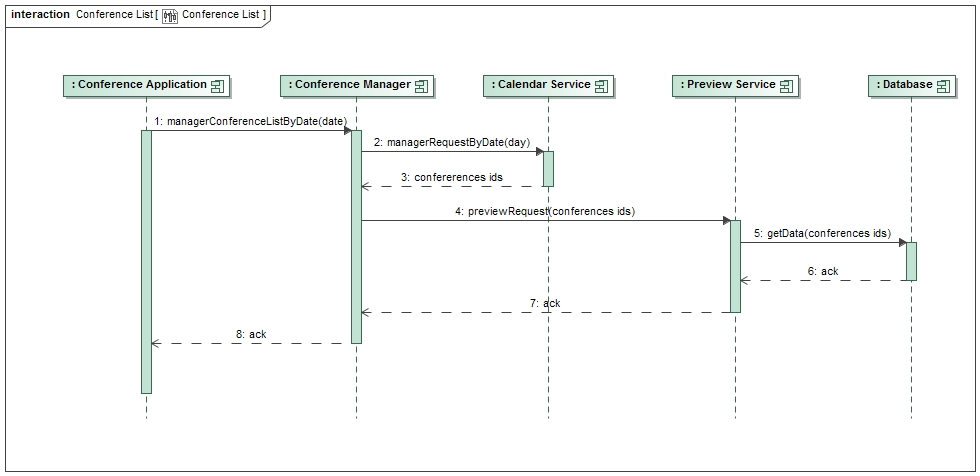 interaction Conference List[ Conference List ]
: Conference Application
: Conference Manager
: Calendar Service
: Preview Service
: Database
1: managerConferenceListByDate(date)
2: managerRequestByDate(day)
3: confererences ids
4: previewRequest(conferences ids)
5: getData(conferences ids)
6: ack
7: ack
8: ack